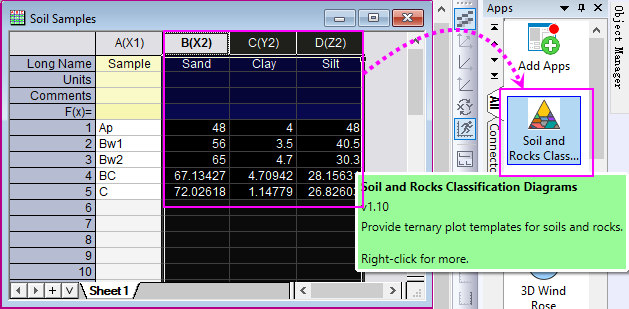 Soil Samples
A(X1) B(X2) C(Y2) D(Z2)
Long Name Sample Sand Clay Silt
Units
Comments
F(x)=
1 Ap 48 4 48
2 Bw1 56 3.5 40.5
3 Bw2 65 4.7 30.3
4 BC 67.13427 4.70942 28.15631
5 C 72.02618 1.14779 26.82603
6
7
8
9
10
Sheet1
Apps
Add Apps
All
Connect
Soil and
Rocks Class...
Soil and Rocks Classification Diagrams
v1.10
Provide ternary plot templates for soils and rocks.
Right-click for more.
3D Wind
Rose
Object Manager